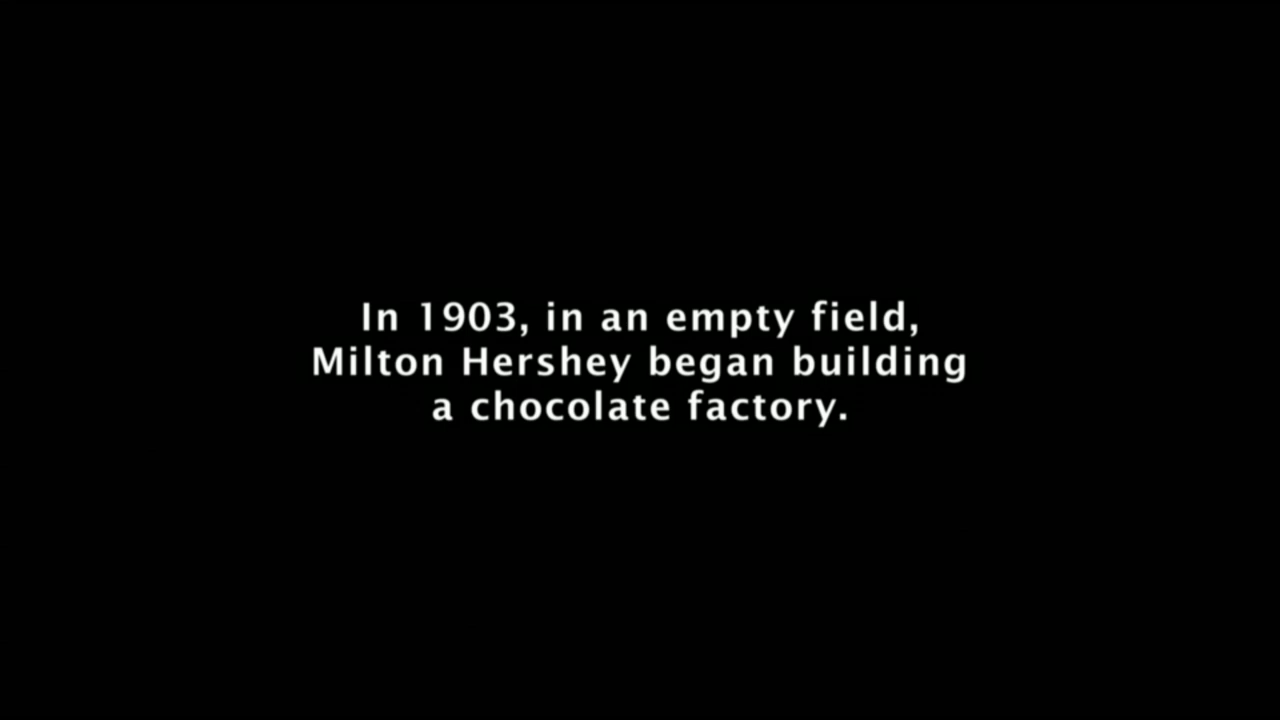 In 1903, in an empty field,
Milton Hershey began building
a chocolate factory.